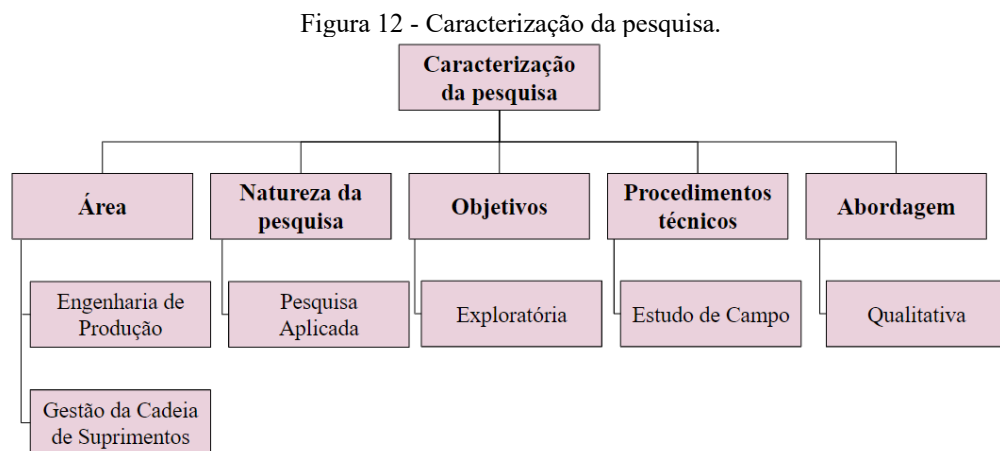 Figura 12 - Caracterização da pesquisa.
Caracterização
da pesquisa
Área
Natureza da
pesquisa
Objetivos
Procedimentos
técnicos
Abordagem
Engenharia de
Produção
Pesquisa
Aplicada
Exploratória
Estudo de Campo
Qualitativa
Gestão da Cadeia
de Suprimentos